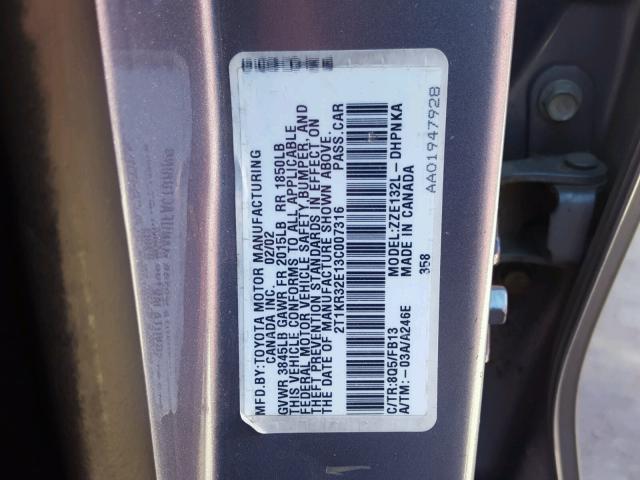 MFD.BY:TOYOTA MOTOR MANUFACTURING
CANADA INC. 02/02
GVWR 3845LB GAWR FR 2015LB RR 1850LB
THIS VEHICLE CONFORMS TO ALL APPLICABLE
FEDERAL MOTOR VEHICLE SAFETY,BUMPER, AND
THEFT PREVENTION STANDARDS IN EFFECT ON
THE DATE OF MANUFACTURE SHOWN ABOVE.
2T1KR32E13C007316 PASS.CAR
C/TR:8Q5/FB13 MODEL:ZZE132L-DHPNKA
A/TM:-03A/A246E MADE IN CANADA
358
AA01947928